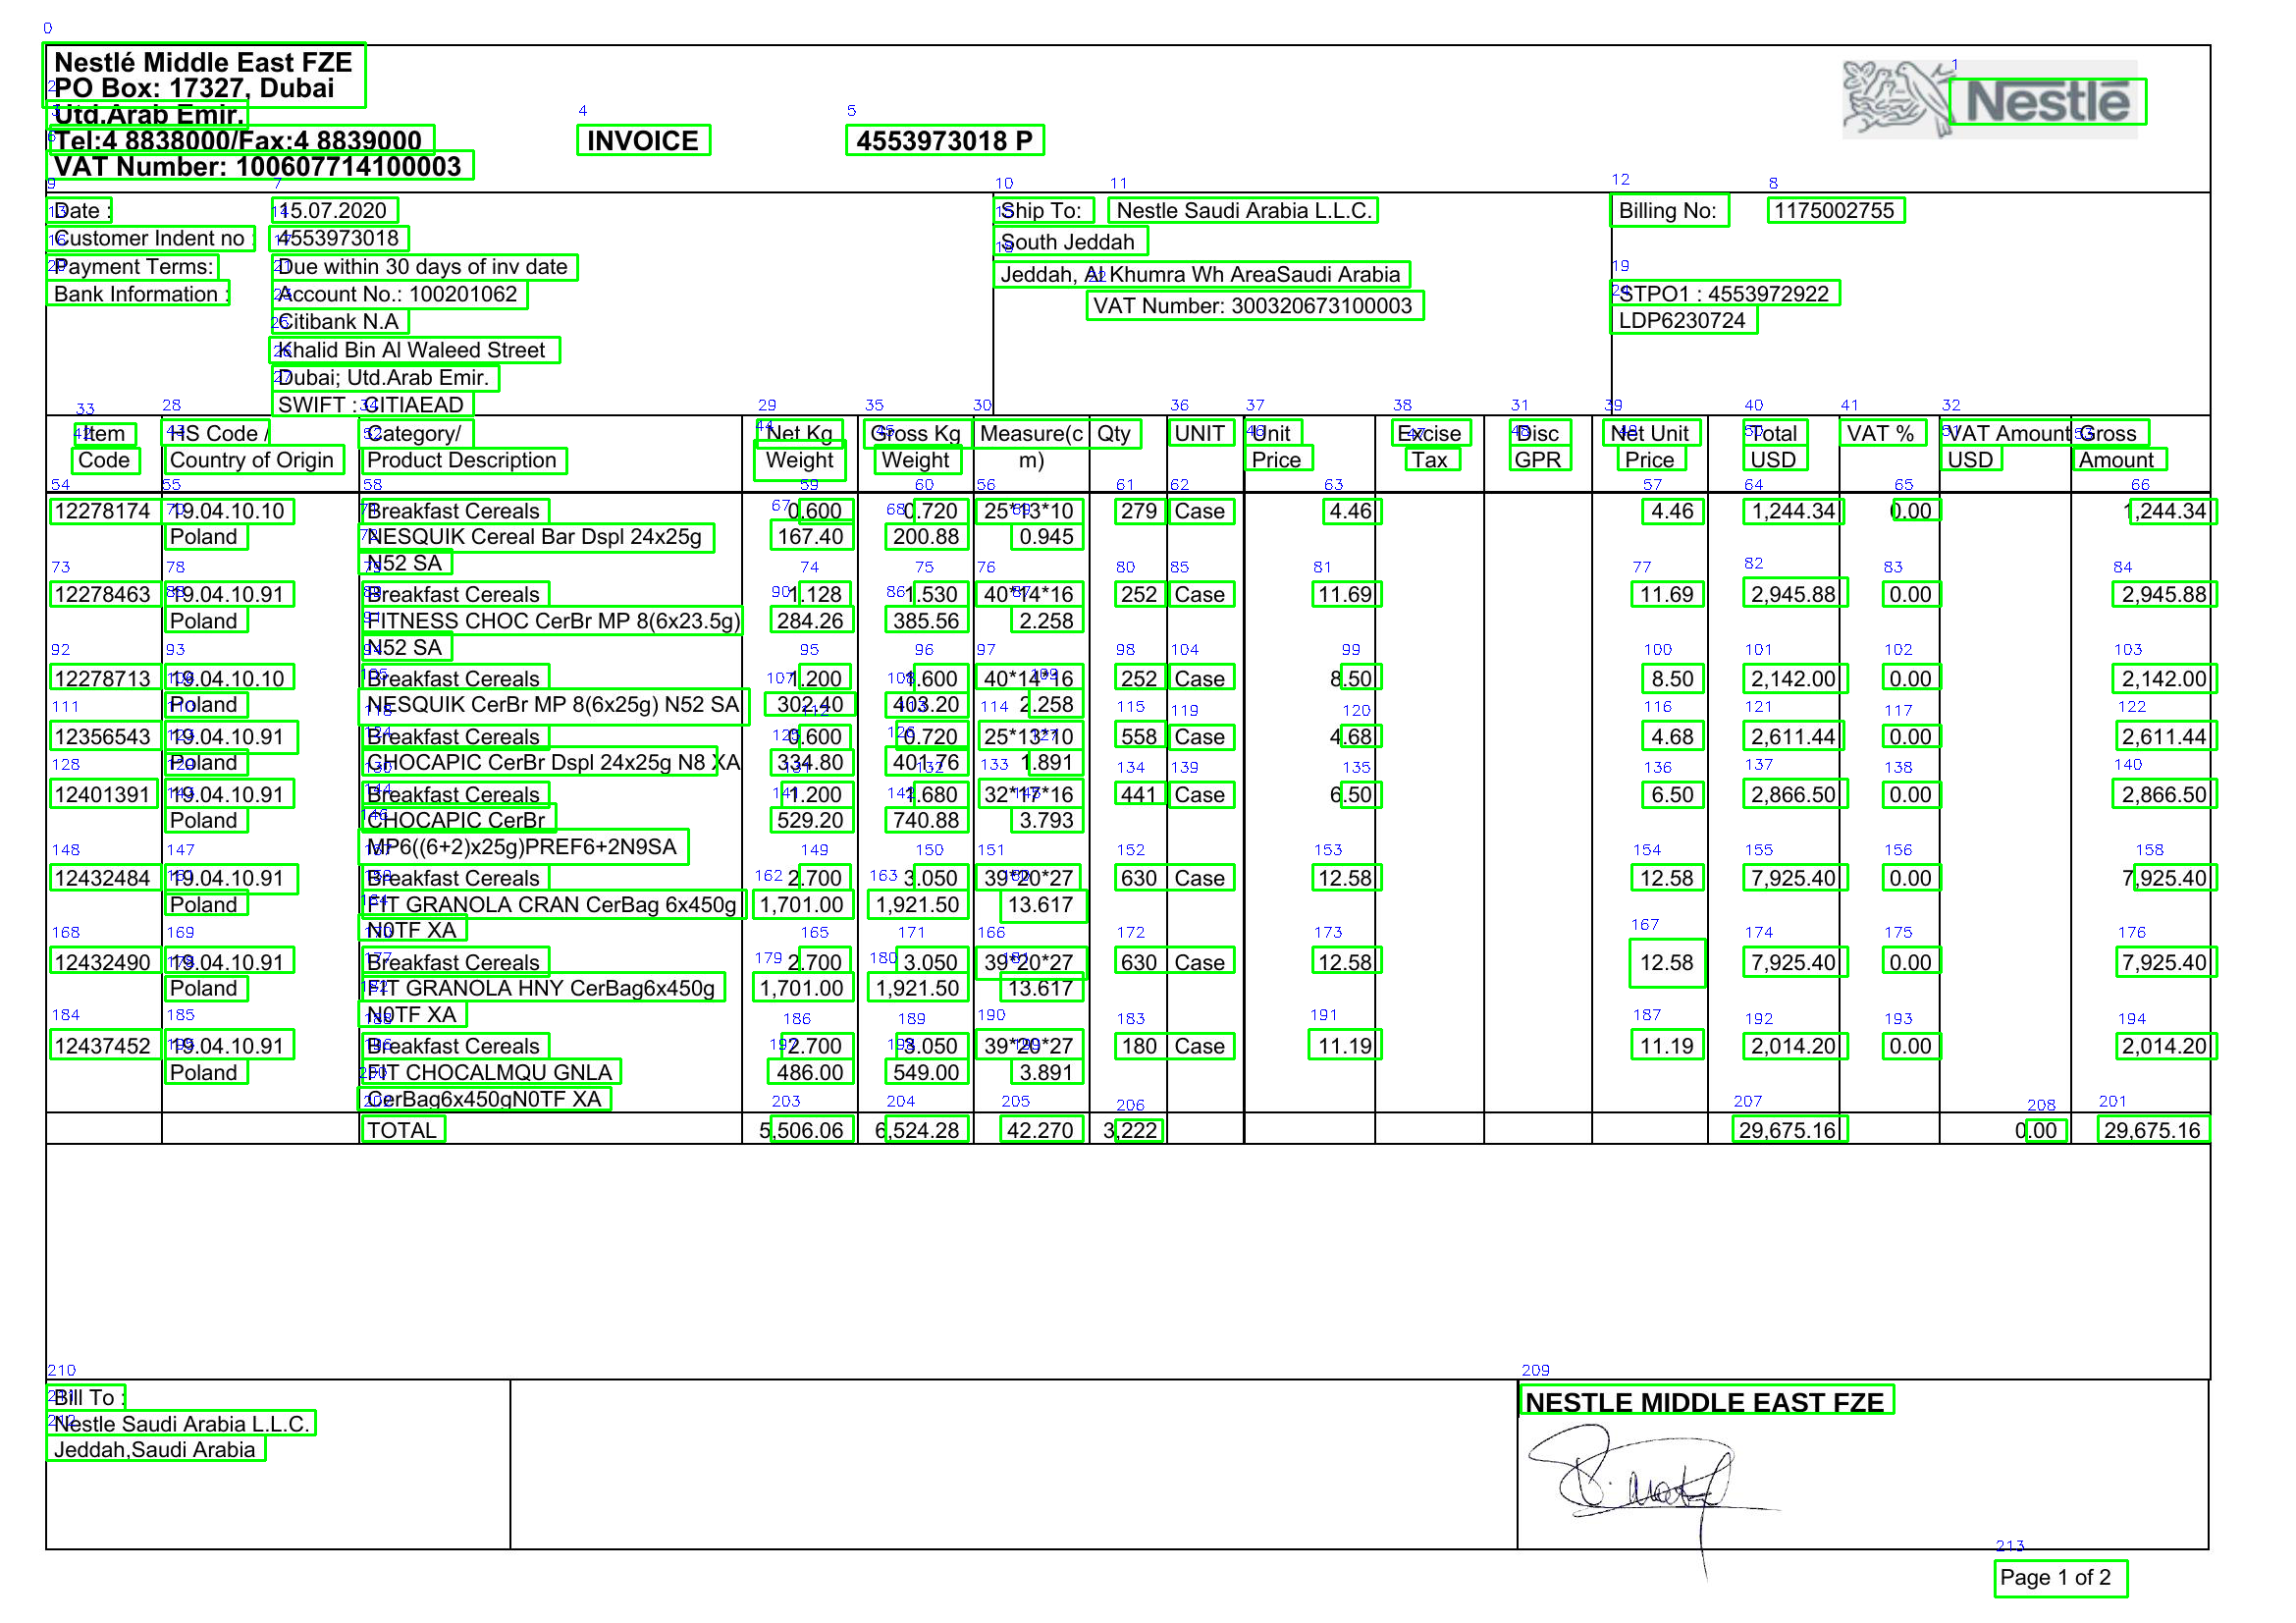 Nestlé Middle East FZE
PO Box: 17327, Dubai
Utd.Arab Emir.
Tel:4 8838000/Fax:4 8839000 INVOICE 4553973018 P
VAT Number: 100607714100003
Nestlé
Date : 15.07.2020
Customer Indent no : 4553973018
Payment Terms: Due within 30 days of inv date
Bank Information : Account No.: 100201062
Citibank N.A
Khalid Bin Al Waleed Street
Dubai; Utd.Arab Emir.
SWIFT : CITIAEAD
Ship To: Nestle Saudi Arabia L.L.C.
South Jeddah
Jeddah, Al Khumra Wh AreaSaudi Arabia
VAT Number: 300320673100003
Billing No: 1175002755
STPO1 : 4553972922
LDP6230724
Item HS Code / Category/ Net Kg Gross Kg Measure(c Qty UNIT Unit Excise Disc Net Unit Total VAT % VAT Amount Gross
Code Country of Origin Product Description Weight Weight m) Price Tax GPR Price USD USD Amount
12278174 19.04.10.10 Breakfast Cereals 0.600 0.720 25*13*10 279 Case 4.46 4.46 1,244.34 0.00 1,244.34
Poland NESQUIK Cereal Bar Dspl 24x25g 167.40 200.88 0.945
N52 SA
12278463 19.04.10.91 Breakfast Cereals 1.128 1.530 40*14*16 252 Case 11.69 11.69 2,945.88 0.00 2,945.88
Poland FITNESS CHOC CerBr MP 8(6x23.5g) 284.26 385.56 2.258
N52 SA
12278713 19.04.10.10 Breakfast Cereals 1.200 1.600 40*14*16 252 Case 8.50 8.50 2,142.00 0.00 2,142.00
Poland NESQUIK CerBr MP 8(6x25g) N52 SA 302.40 403.20 2.258
12356543 19.04.10.91 Breakfast Cereals 0.600 0.720 25*13*10 558 Case 4.68 4.68 2,611.44 0.00 2,611.44
Poland CHOCAPIC CerBr Dspl 24x25g N8 XA 334.80 401.76 1.891
12401391 19.04.10.91 Breakfast Cereals 1.200 1.680 32*17*16 441 Case 6.50 6.50 2,866.50 0.00 2,866.50
Poland CHOCAPIC CerBr 529.20 740.88 3.793
MP6((6+2)x25g)PREF6+2N9SA
12432484 19.04.10.91 Breakfast Cereals 2.700 3.050 39*20*27 630 Case 12.58 12.58 7,925.40 0.00 7,925.40
Poland FIT GRANOLA CRAN CerBag 6x450g 1,701.00 1,921.50 13.617
N0TF XA
12432490 19.04.10.91 Breakfast Cereals 2.700 3.050 39*20*27 630 Case 12.58 12.58 7,925.40 0.00 7,925.40
Poland FIT GRANOLA HNY CerBag6x450g 1,701.00 1,921.50 13.617
N0TF XA
12437452 19.04.10.91 Breakfast Cereals 2.700 3.050 39*20*27 180 Case 11.19 11.19 2,014.20 0.00 2,014.20
Poland FIT CHOCALMQU GNLA 486.00 549.00 3.891
CerBag6x450gN0TF XA
TOTAL 5,506.06 6,524.28 42.270 3,222 29,675.16 0.00 29,675.16
Bill To :
Nestle Saudi Arabia L.L.C.
Jeddah,Saudi Arabia
NESTLE MIDDLE EAST FZE
Page 1 of 2